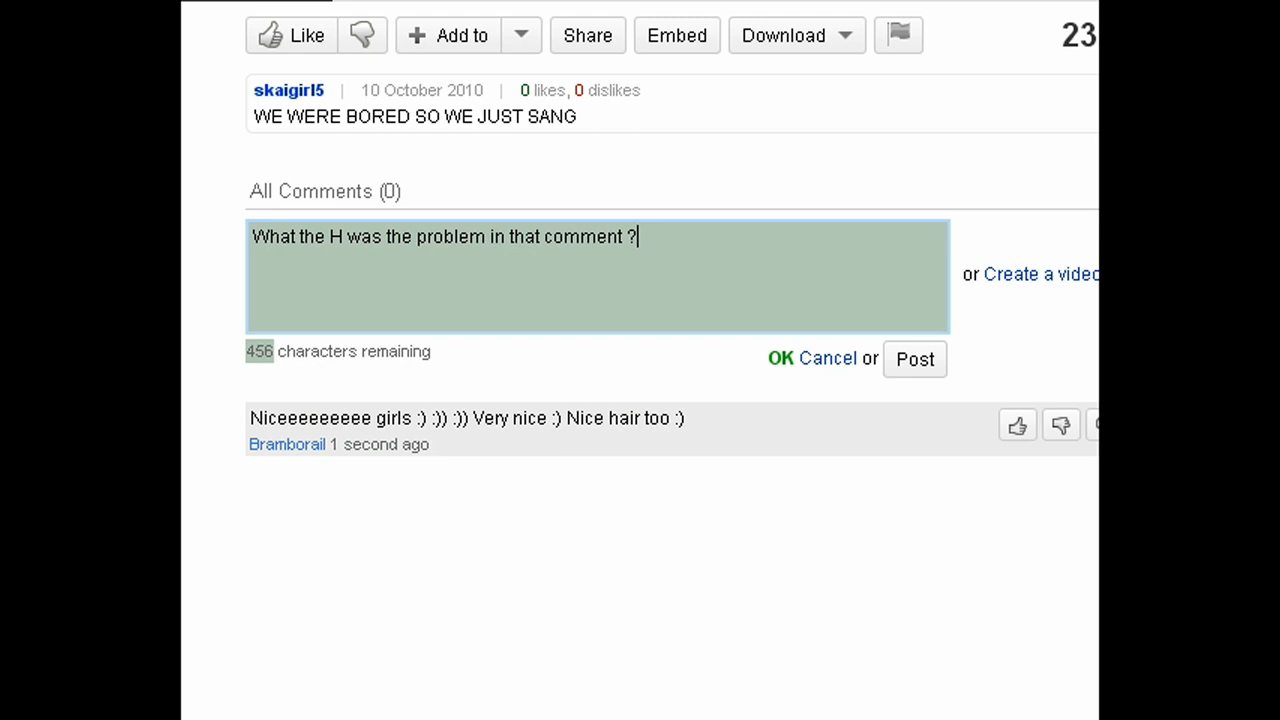 Like Add to Share Embed Download 23
skaigirl5 | 10 October 2010 | 0 likes, 0 dislikes
WE WERE BORED SO WE JUST SANG
All Comments (0)
What the H was the problem in that comment ?
or Create a video
456 characters remaining OK Cancel or Post
Niceeeeeeeee girls :) :)) :)) Very nice :) Nice hair too :)
Bramborail 1 second ago